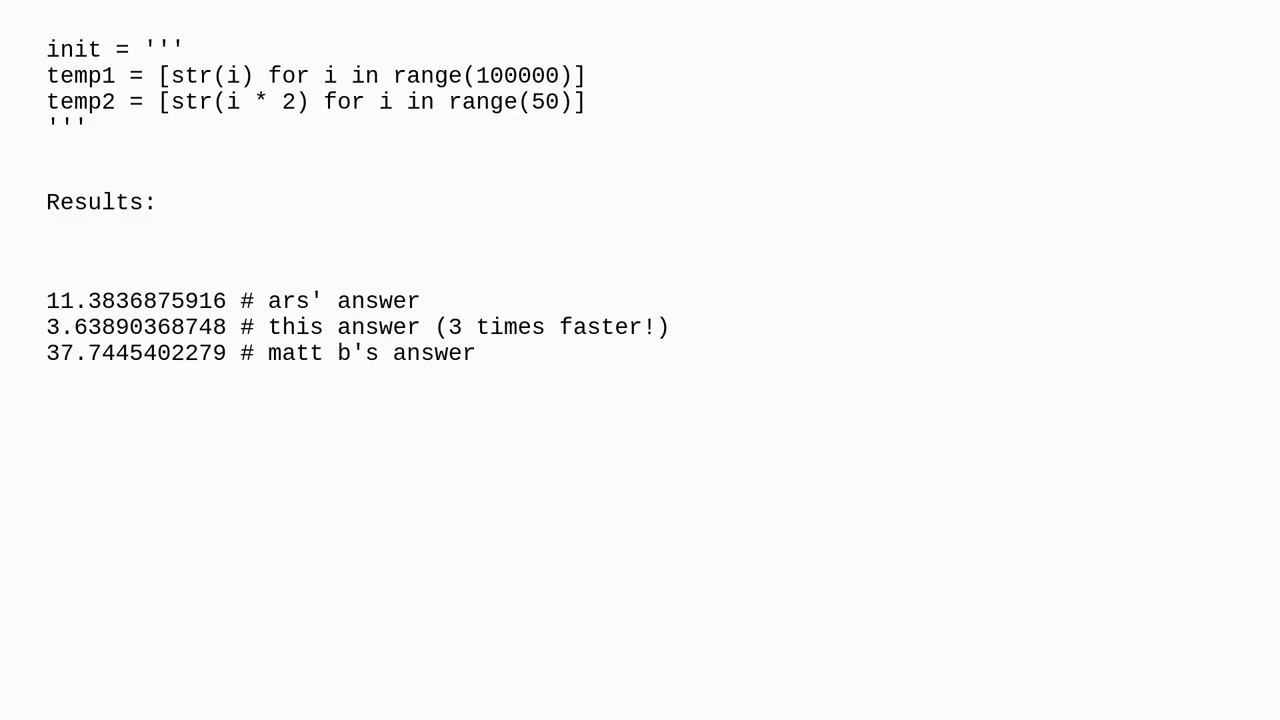 init = '''
temp1 = [str(i) for i in range(100000)]
temp2 = [str(i * 2) for i in range(50)]
'''
Results:
11.3836875916 # ars' answer
3.63890368748 # this answer (3 times faster!)
37.7445402279 # matt b's answer